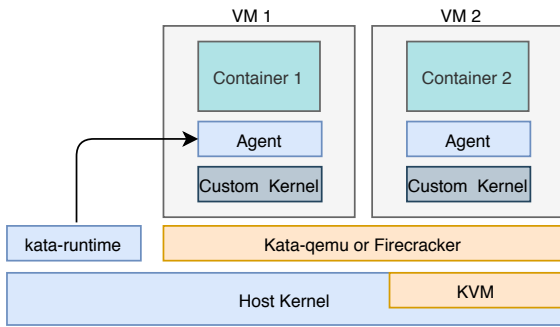 VM 1
VM 2
Container 1
Container 2
Agent
Agent
Custom Kernel
Custom Kernel
kata-runtime
Kata-qemu or Firecracker
KVM
Host Kernel